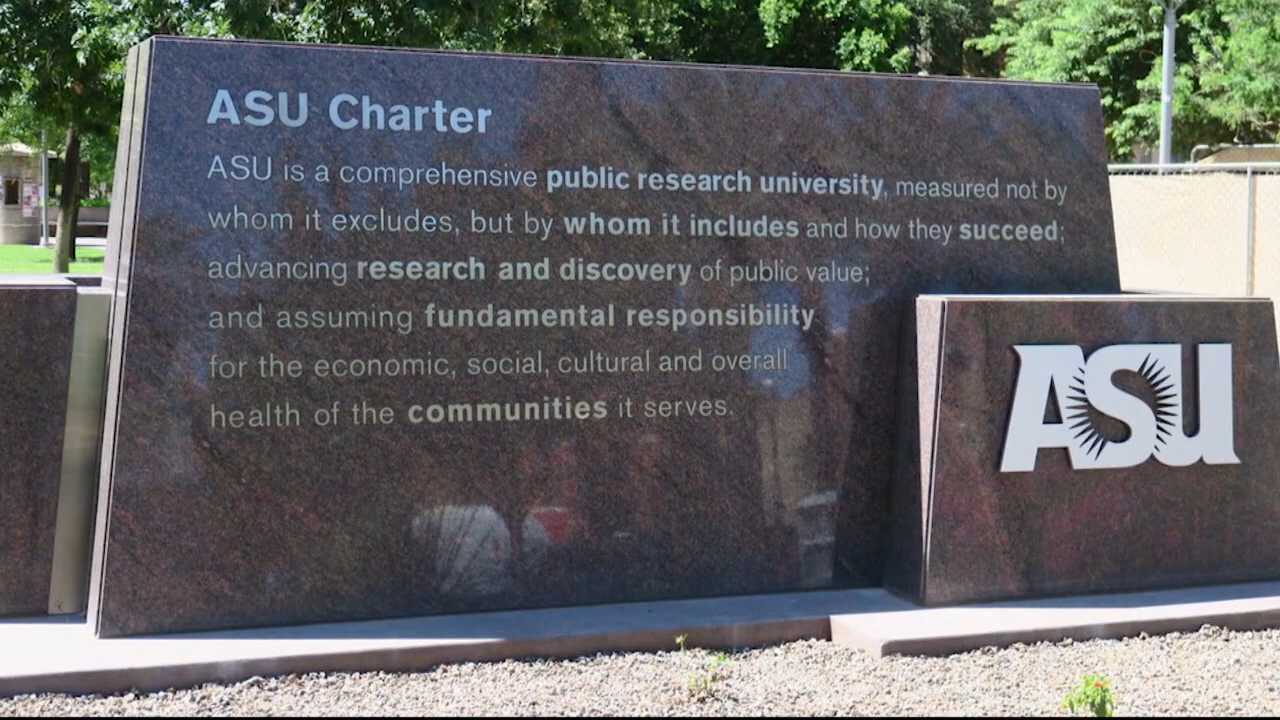 ASU Charter
ASU is a comprehensive public research university, measured not by
whom it excludes, but by whom it includes and how they succeed;
advancing research and discovery of public value;
and assuming fundamental responsibility
for the economic, social, cultural and overall
health of the communities it serves.
ASU